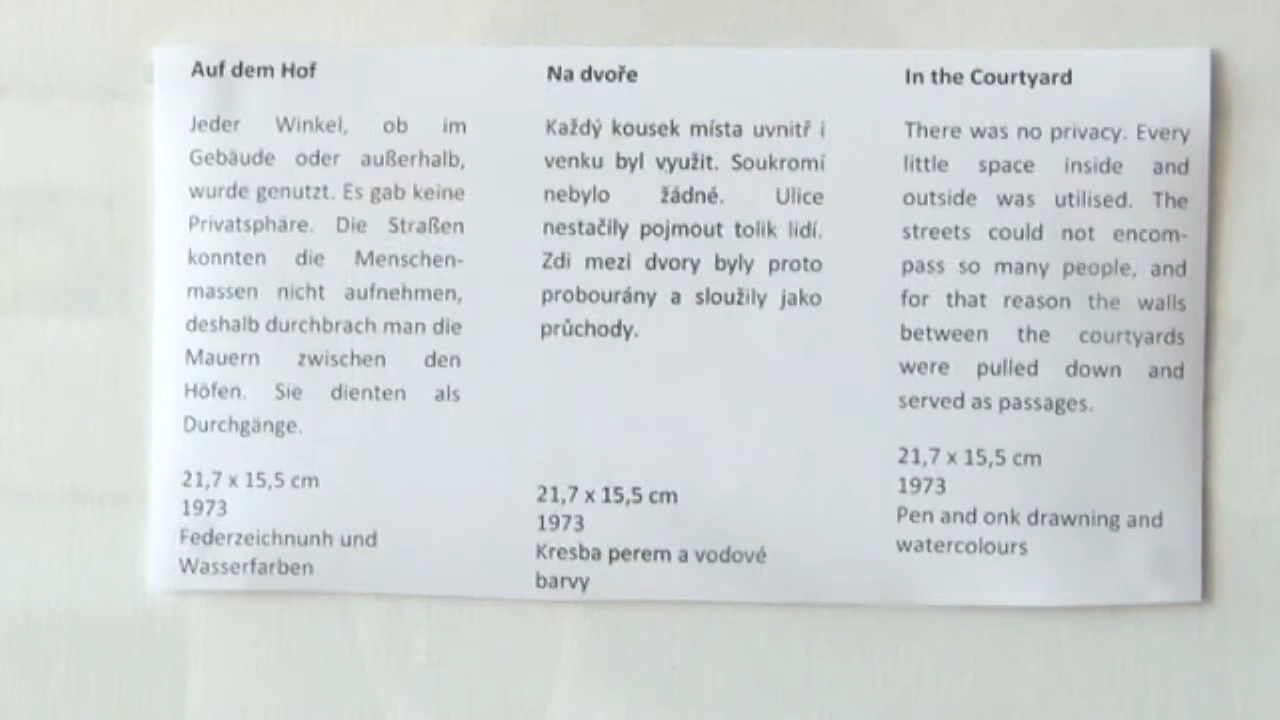 Auf dem Hof
Jeder Winkel, ob im
Gebäude oder außerhalb,
wurde genutzt. Es gab keine
Privatsphäre. Die Straßen
konnten die Menschen-
massen nicht aufnehmen,
deshalb durchbrach man die
Mauern zwischen den
Höfen. Sie dienten als
Durchgänge.
21,7 x 15,5 cm
1973
Federzeichnunh und
Wasserfarben
Na dvoře
Každý kousek místa uvnitř i
venku byl využit. Soukromí
nebylo žádné. Ulice
nestačily pojmout tolik lidí.
Zdi mezi dvory byly proto
probourány a sloužily jako
průchody.
21,7 x 15,5 cm
1973
Kresba perem a vodové
barvy
In the Courtyard
There was no privacy. Every
little space inside and
outside was utilised. The
streets could not encom-
pass so many people, and
for that reason the walls
between the courtyards
were pulled down and
served as passages.
21,7 x 15,5 cm
1973
Pen and onk drawning and
watercolours